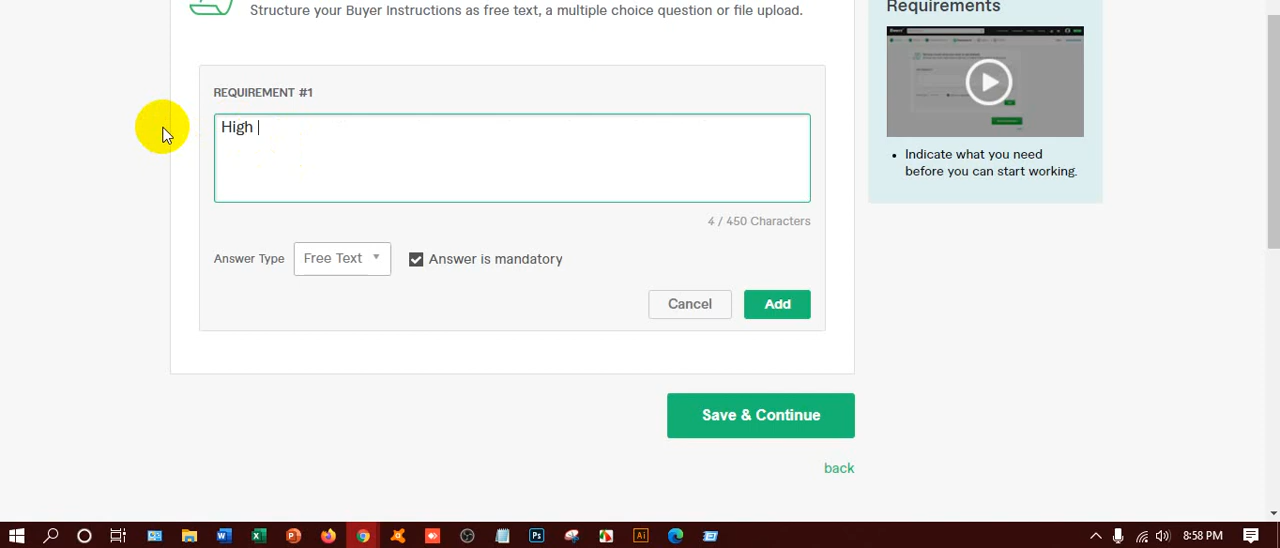 Structure your Buyer Instructions as free text, a multiple choice question or file upload.
Requirements
REQUIREMENT #1
High
4 / 450 Characters
Answer Type
Free Text
Answer is mandatory
Cancel
Add
Indicate what you need
before you can start working.
Save & Continue
back
8:58 PM